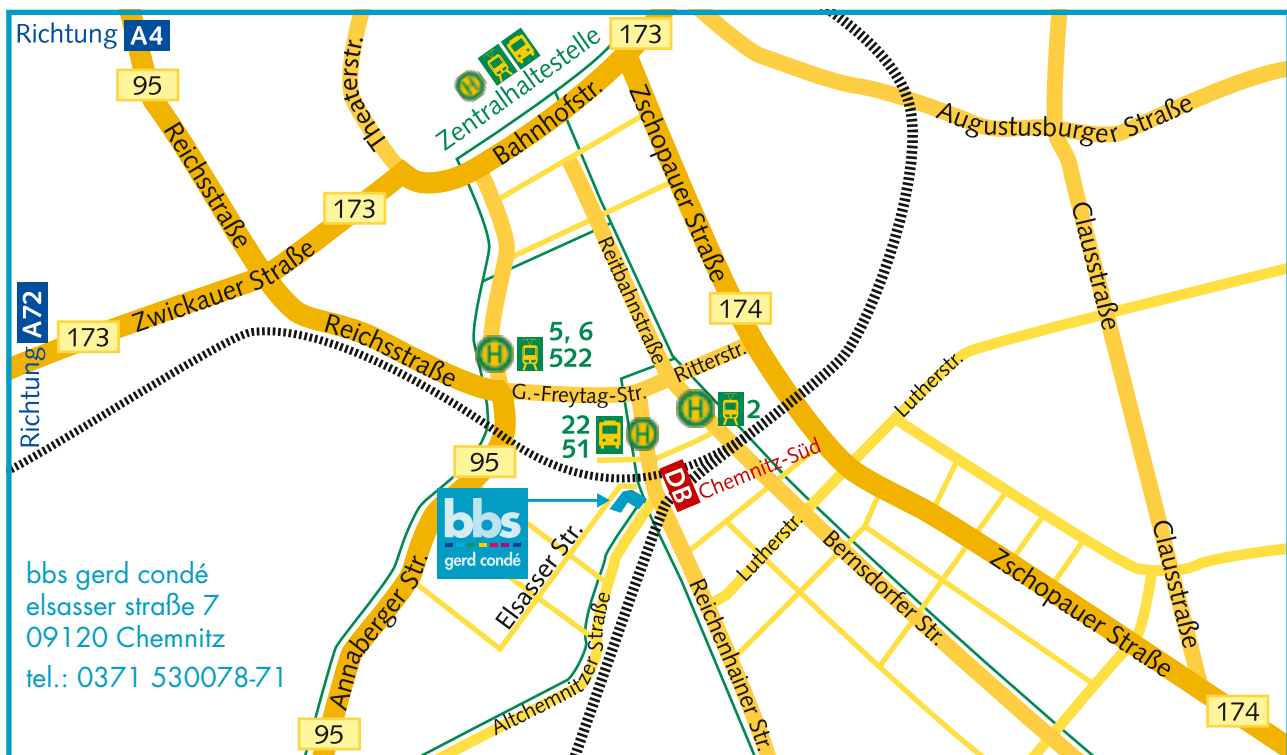 Richtung A4
173
95
Theaterstr.
Zentralhaltestelle
Bahnhofstr.
Zschopauer Straße
Augustusburger Straße
Reichsstraße
173
Clausstraße
Zwickauer Straße
Reitbahnstraße
Richtung A72
173
174
Reichsstraße
H
5, 6
522
Ritterstr.
Lutherstr.
G.-Freytag-Str.
H
2
22
51
H
95
DB
Chemnitz-Süd
bbs
gerd condé
Elsasser Str.
Lutherstr.
Bernsdorfer Str.
Zschopauer Straße
Clausstraße
Annaberger Str.
Altchemnitzer Straße
Reichenhainer Str.
bbs gerd condé
elsasser straße 7
09120 Chemnitz
tel.: 0371 530078-71
95
174
H